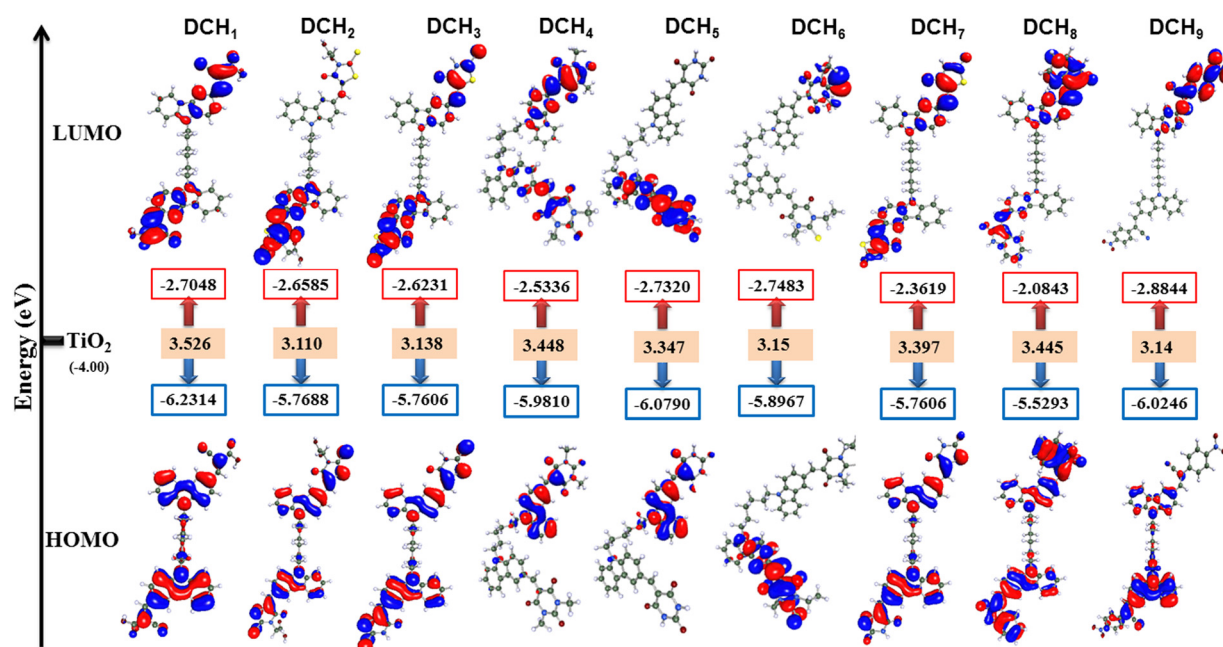 DCH₁ DCH₂ DCH₃ DCH₄ DCH₅ DCH₆ DCH₇ DCH₈ DCH₉
LUMO
-2.7048 -2.6585 -2.6231 -2.5336 -2.7320 -2.7483 -2.3619 -2.0843 -2.8844
Energy (eV)
TiO₂ 3.526 3.110 3.138 3.448 3.347 3.15 3.397 3.445 3.14
(-4.00)
-6.2314 -5.7688 -5.7606 -5.9810 -6.0790 -5.8967 -5.7606 -5.5293 -6.0246
HOMO